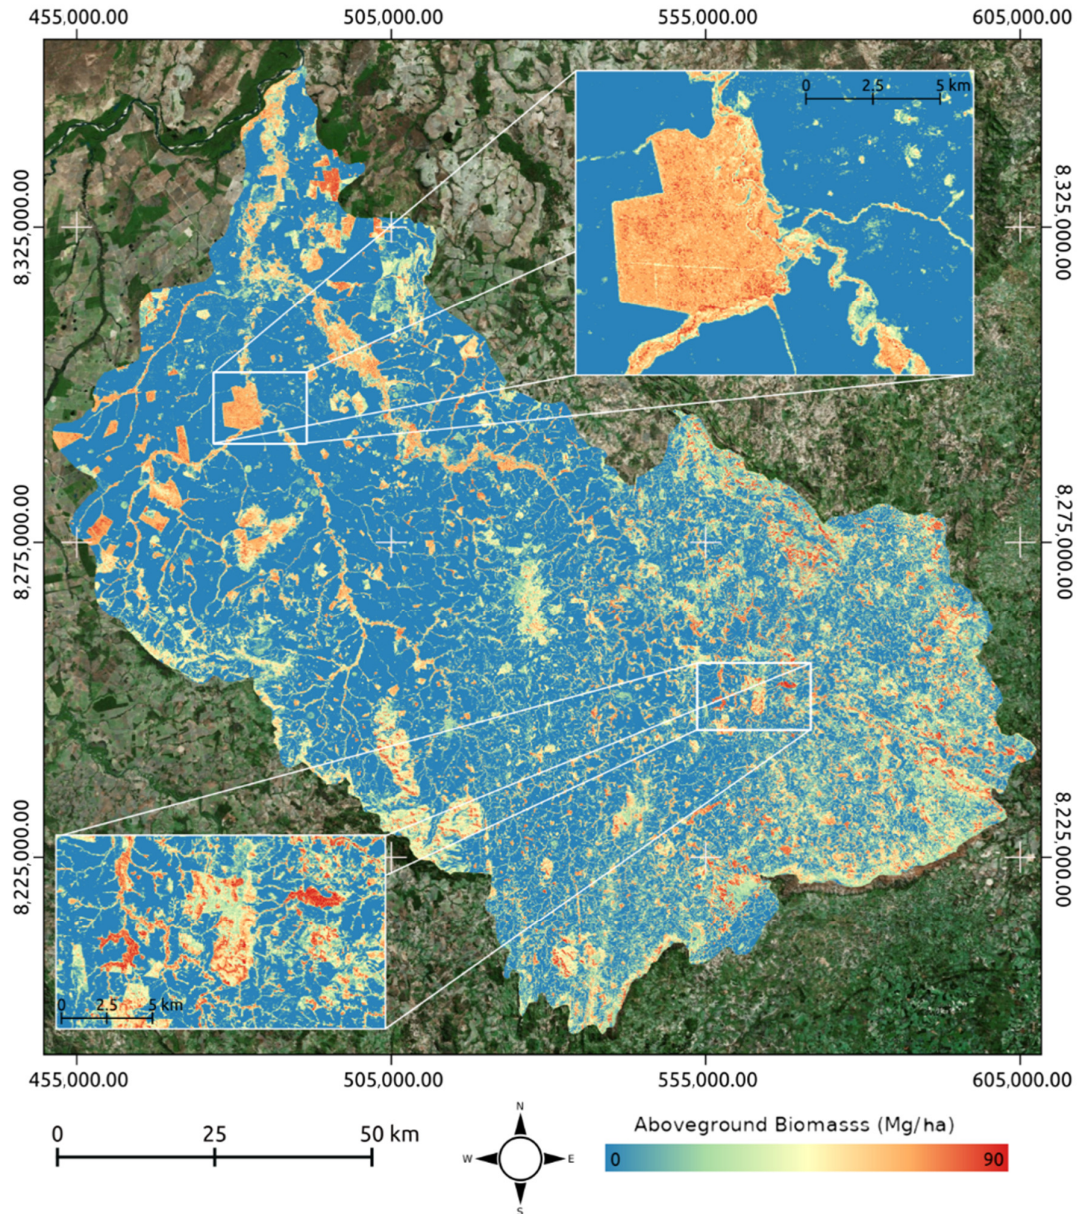 455,000.00 505,000.00 555,000.00 605,000.00
0 2.5 5 km
8,325,000.00 8,325,000.00
8,275,000.00 8,275,000.00
8,225,000.00 8,225,000.00
0 2.5 5 km
455,000.00 505,000.00 555,000.00 605,000.00
0 25 50 km
N
W E
S
Aboveground Biomasss (Mg/ha)
0 90